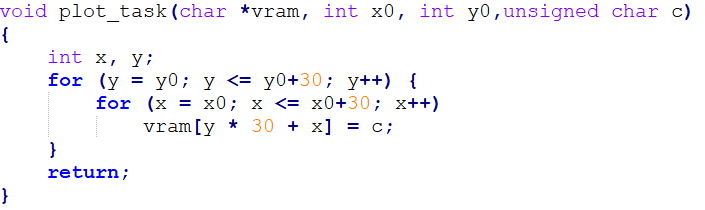 void plot_task(char *vram, int x0, int y0,unsigned char c)
{
    int x, y;
    for (y = y0; y <= y0+30; y++) {
        for (x = x0; x <= x0+30; x++)
            vram[y * 30 + x] = c;
    }
    return;
}